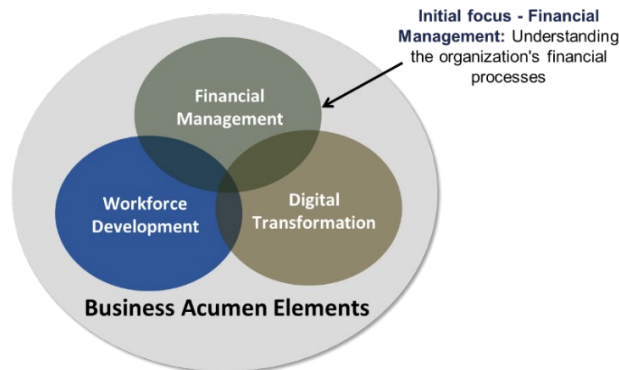 Initial focus - Financial
Management: Understanding
the organization's financial
processes
Financial
Management
Workforce
Development
Digital
Transformation
Business Acumen Elements